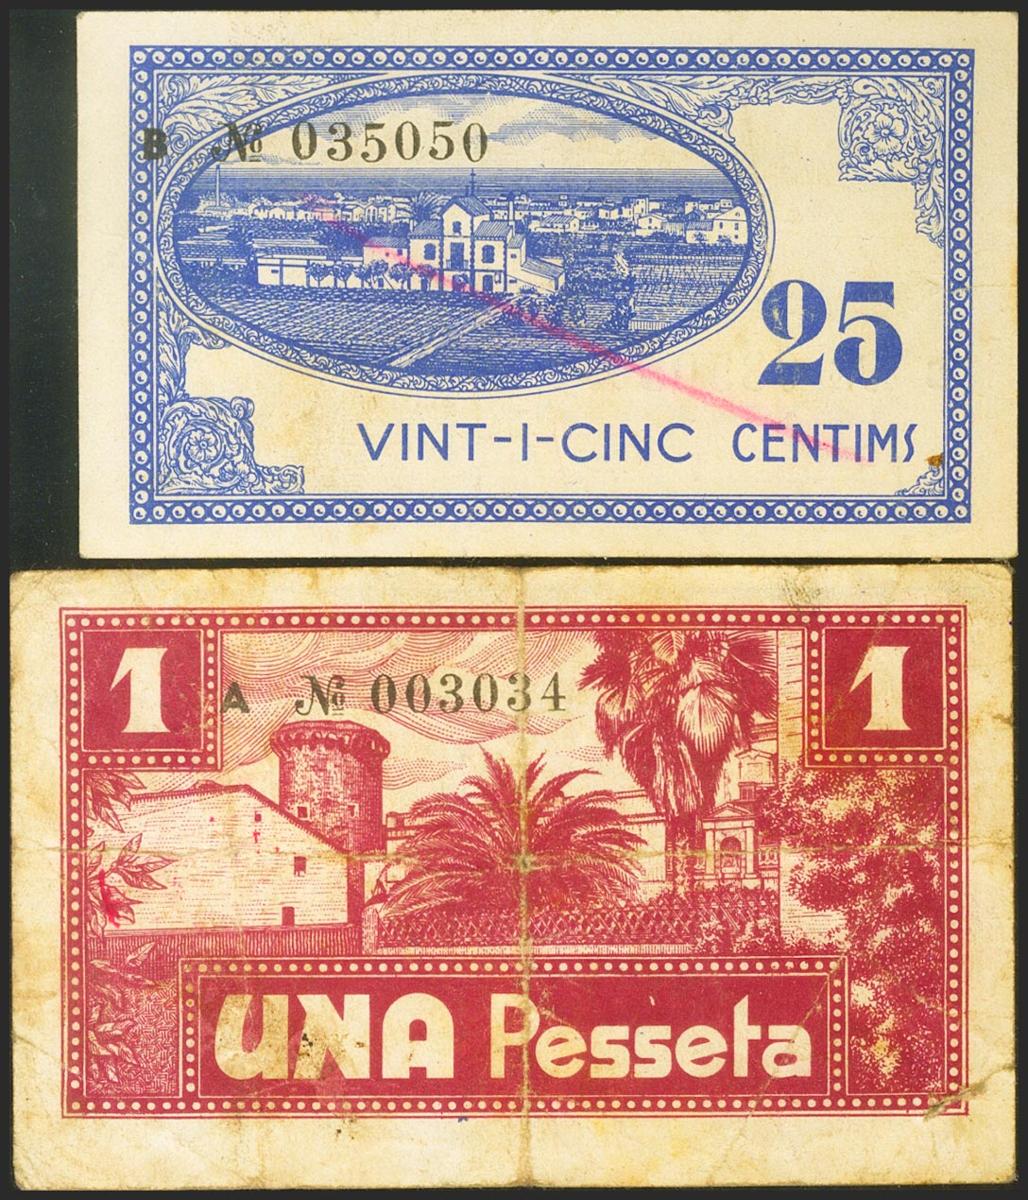 B Nº 035050
25
VINT-I-CINC CENTIMS
1 1
A Nº 003034
UNA Pesseta